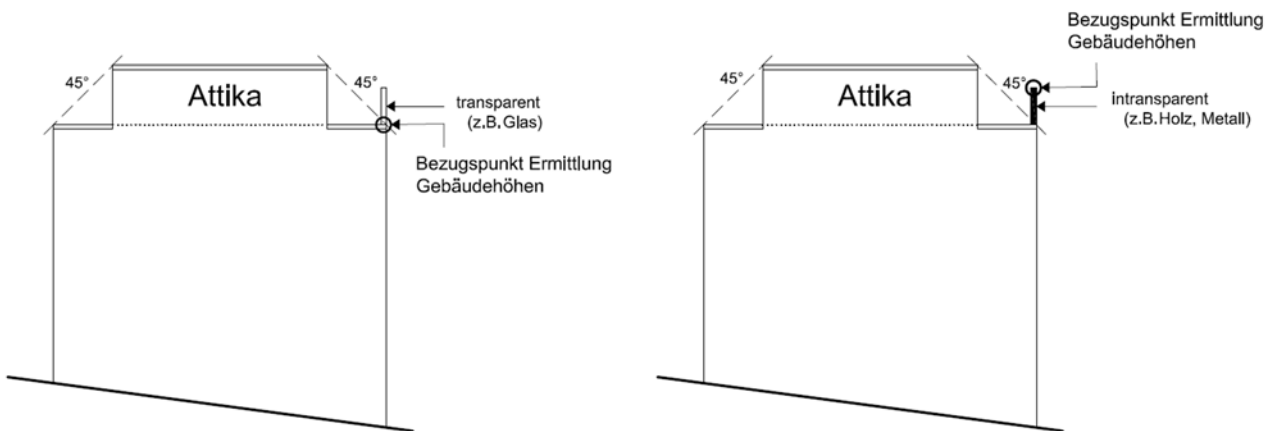 45°
Attika
45°
transparent
(z.B. Glas)
Bezugspunkt Ermittlung
Gebäudehöhen
Bezugspunkt Ermittlung
Gebäudehöhen
45°
Attika
45°
intransparent
(z.B. Holz, Metall)